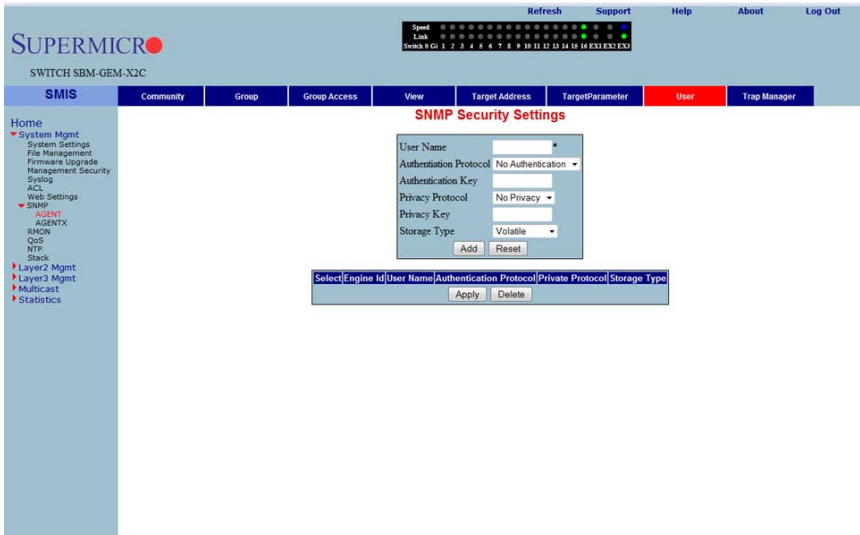 Refresh Support Help About Log Out
SUPERMICRO
Speed
Link
Switch 0 Gi 1 2 3 4 5 6 7 8 9 10 11 12 13 14 15 16 EX1 EX2 EX3
SWITCH SBM-GEM-X2C
SMIS Community Group Group Access View Target Address TargetParameter User Trap Manager
Home
System Mgmt
System Settings
File Management
Firmware Upgrade
Management Security
Syslog
ACL
Web Settings
SNMP
AGENT
AGENTX
RMON
QoS
NTP
Stack
Layer2 Mgmt
Layer3 Mgmt
Multicast
Statistics
SNMP Security Settings
User Name *
Authentiation Protocol No Authentication
Authentication Key
Privacy Protocol No Privacy
Privacy Key
Storage Type Volatile
Add Reset
Select Engine Id User Name Authentication Protocol Private Protocol Storage Type
Apply Delete